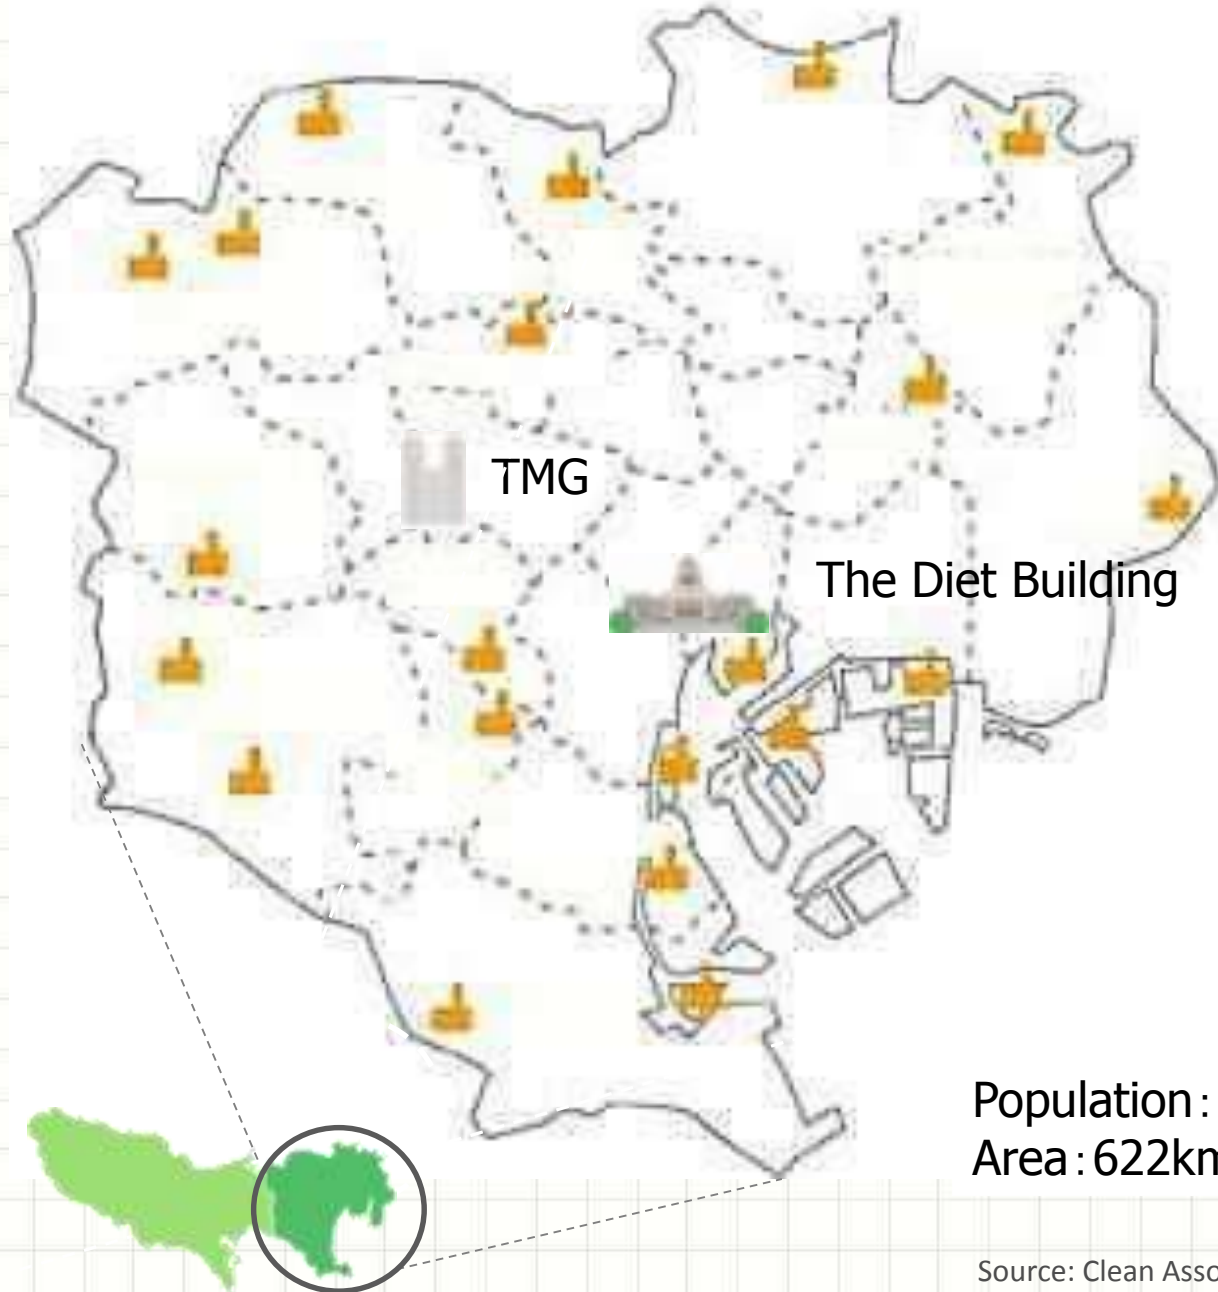 TMG
The Diet Building
Population :
Area : 622km
Source: Clean Asso